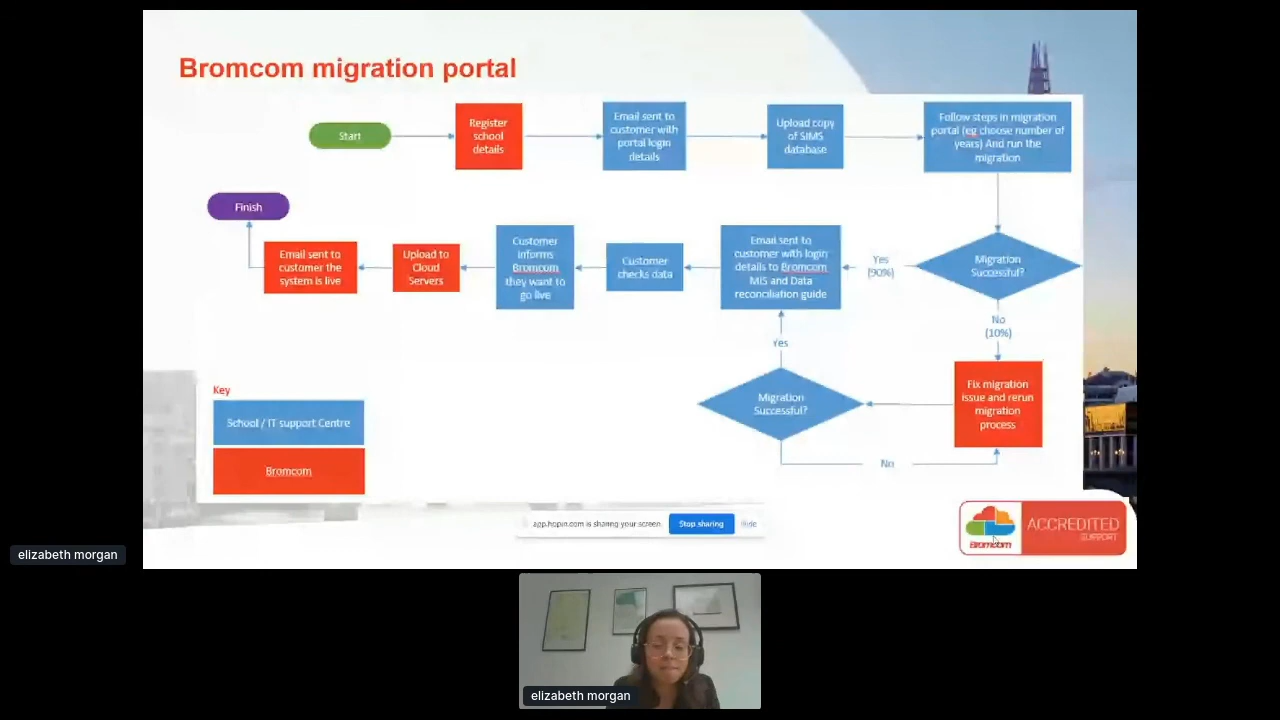 Bromcom migration portal
Start
Register
school
details
Email sent to
customer with
portal login
details
Upload copy
of SIMS
database
Follow steps in migration
portal (eg choose number of
years) And run the
migration
Finish
Email sent to
customer the
system is live
Upload to
Cloud
Servers
Customer
informs
Bromcom
they want to
go live
Customer
checks data
Email sent to
customer with login
details to Bromcom
MIS and Data
reconciliation guide
Yes
(90%)
Migration
Successful?
No
(10%)
Yes
Fix migration
issue and rerun
migration
process
Migration
Successful?
No
Key
School / IT support Centre
Bromcom
app.hopin.com is sharing your screen.
Stop sharing
Hide
Bromcom
ACCREDITED
SUPPORT
elizabeth morgan
elizabeth morgan